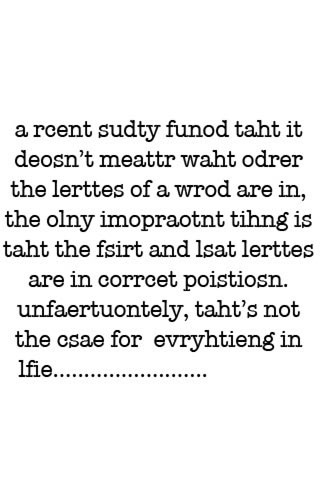 a rcent sudty funod taht it
deosn’t meattr waht odrer
the lerttes of a wrod are in,
the olny imopraotnt tihng is
taht the fsirt and lsat lerttes
are in corrcet poistiosn.
unfaertuontely, taht’s not
the csae for  evryhtieng in
lfie.........................